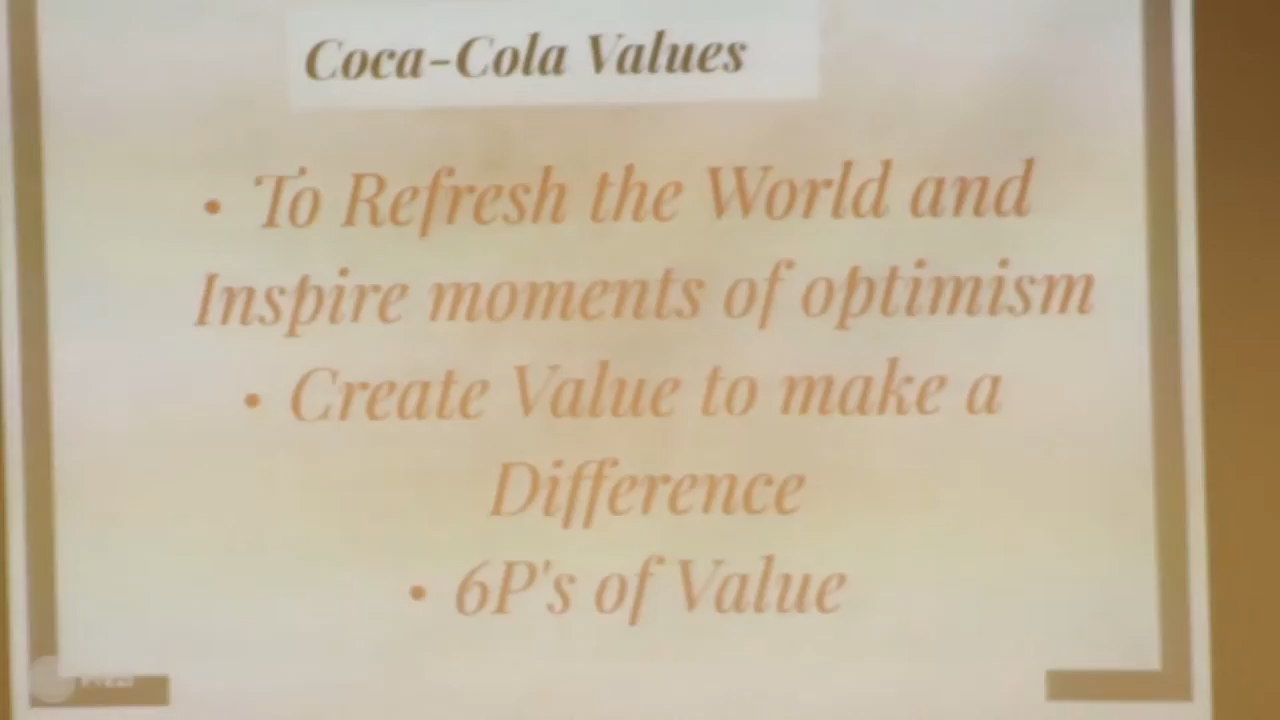 Coca-Cola Values
• To Refresh the World and
Inspire moments of optimism
• Create Value to make a
Difference
• 6P's of Value